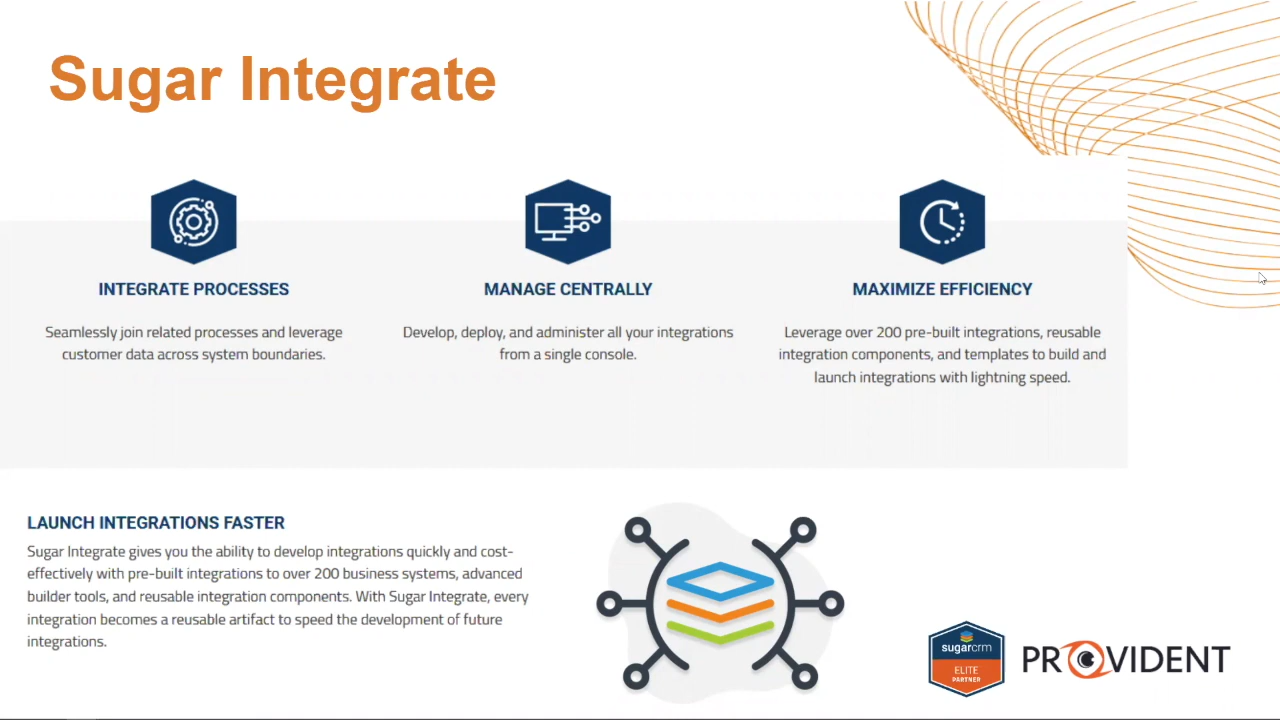 Sugar Integrate
INTEGRATE PROCESSES
Seamlessly join related processes and leverage
customer data across system boundaries.
MANAGE CENTRALLY
Develop, deploy, and administer all your integrations
from a single console.
MAXIMIZE EFFICIENCY
Leverage over 200 pre-built integrations, reusable
integration components, and templates to build and
launch integrations with lightning speed.
LAUNCH INTEGRATIONS FASTER
Sugar Integrate gives you the ability to develop integrations quickly and cost-
effectively with pre-built integrations to over 200 business systems, advanced
builder tools, and reusable integration components. With Sugar Integrate, every
integration becomes a reusable artifact to speed the development of future
integrations.
sugarcrm
ELITE
PARTNER
PROVIDENT